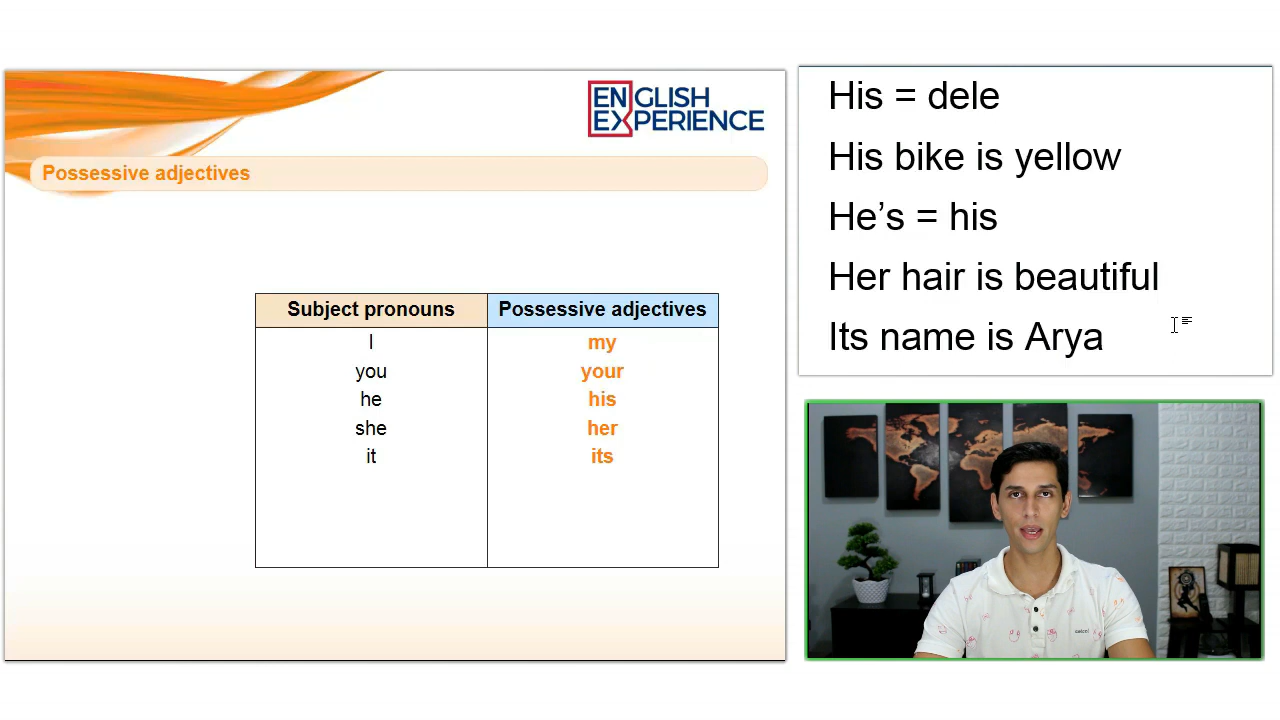 ENGLISH
EXPERIENCE
Possessive adjectives
Subject pronouns Possessive adjectives
I my
you your
he his
she her
it its
His = dele
His bike is yellow
He’s = his
Her hair is beautiful
Its name is Arya